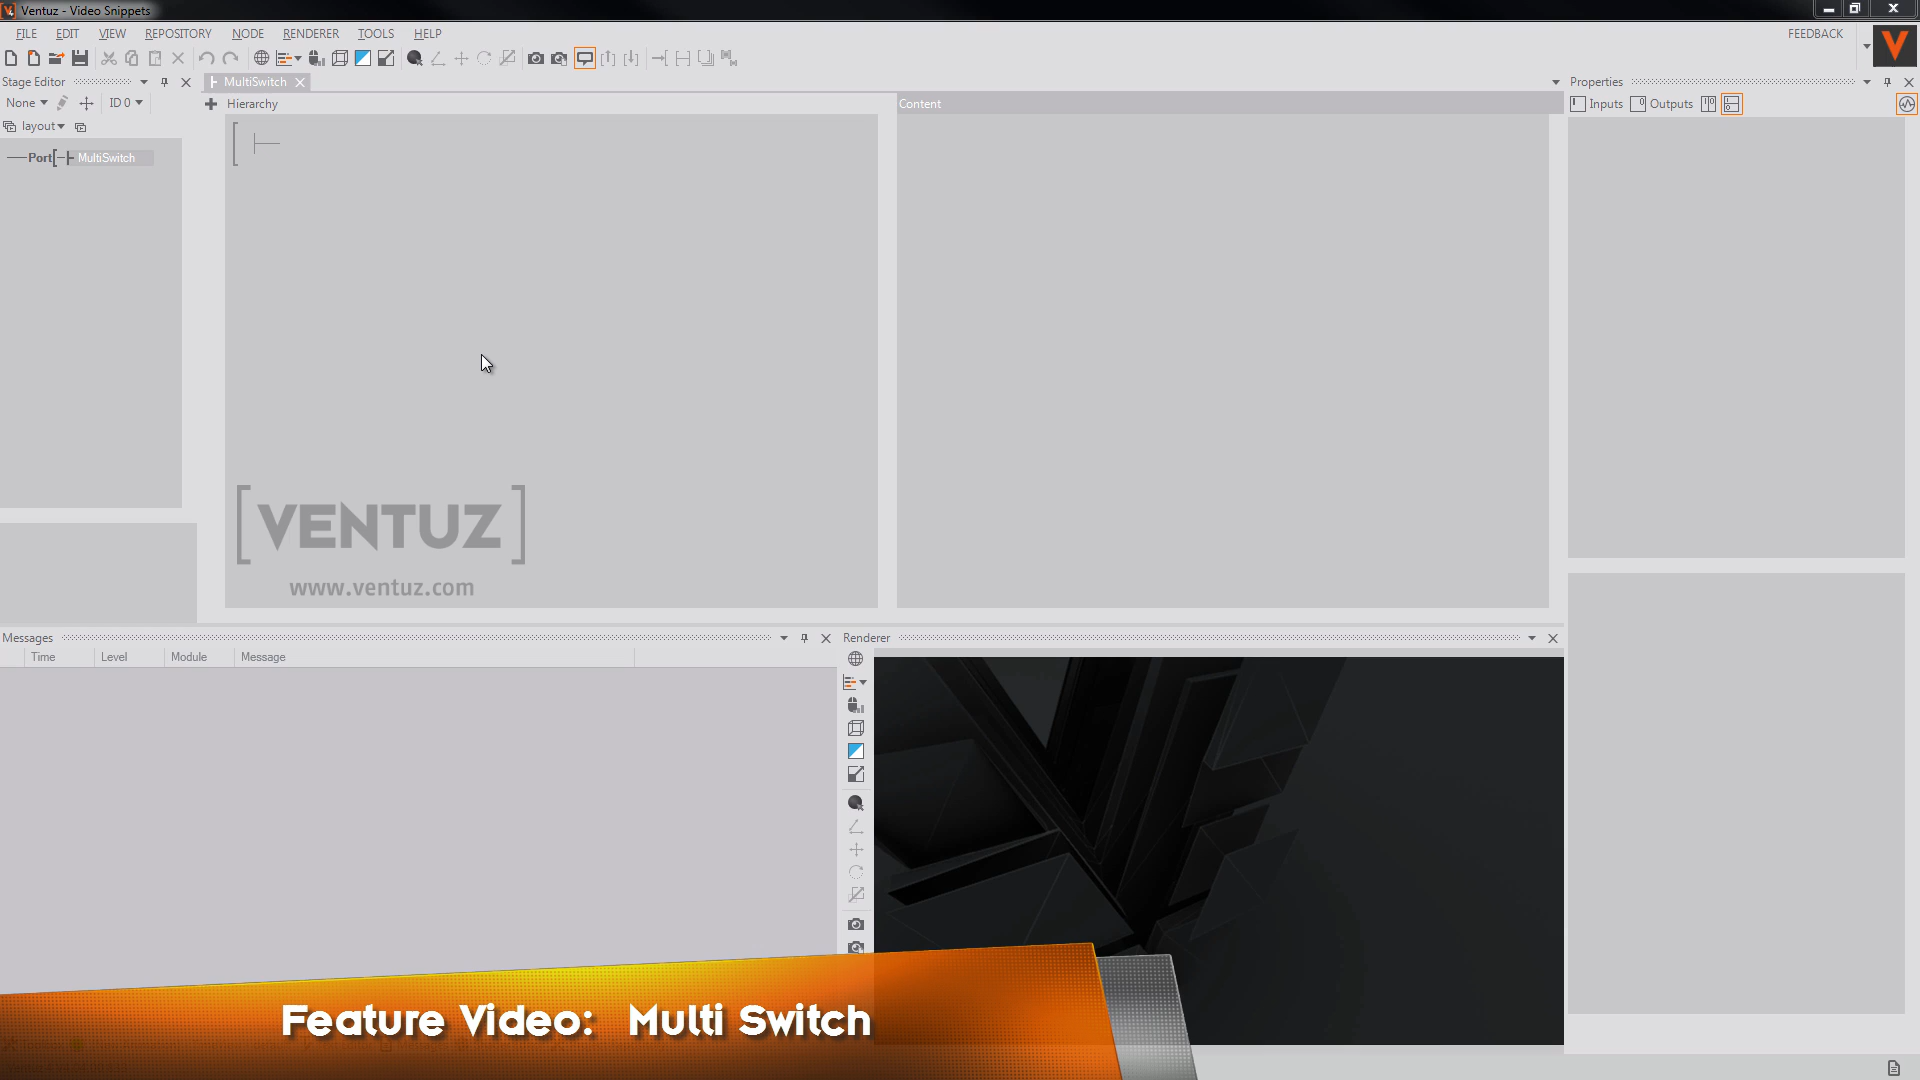 Ventuz - Video Snippets
FILE EDIT VIEW REPOSITORY NODE RENDERER TOOLS HELP FEEDBACK
Stage Editor
MultiSwitch
Properties
None ID 0
Hierarchy
Content
Inputs Outputs
layout
Port MultiSwitch
VENTUZ
www.ventuz.com
Messages
Renderer
Time Level Module Message
Feature Video: Multi Switch